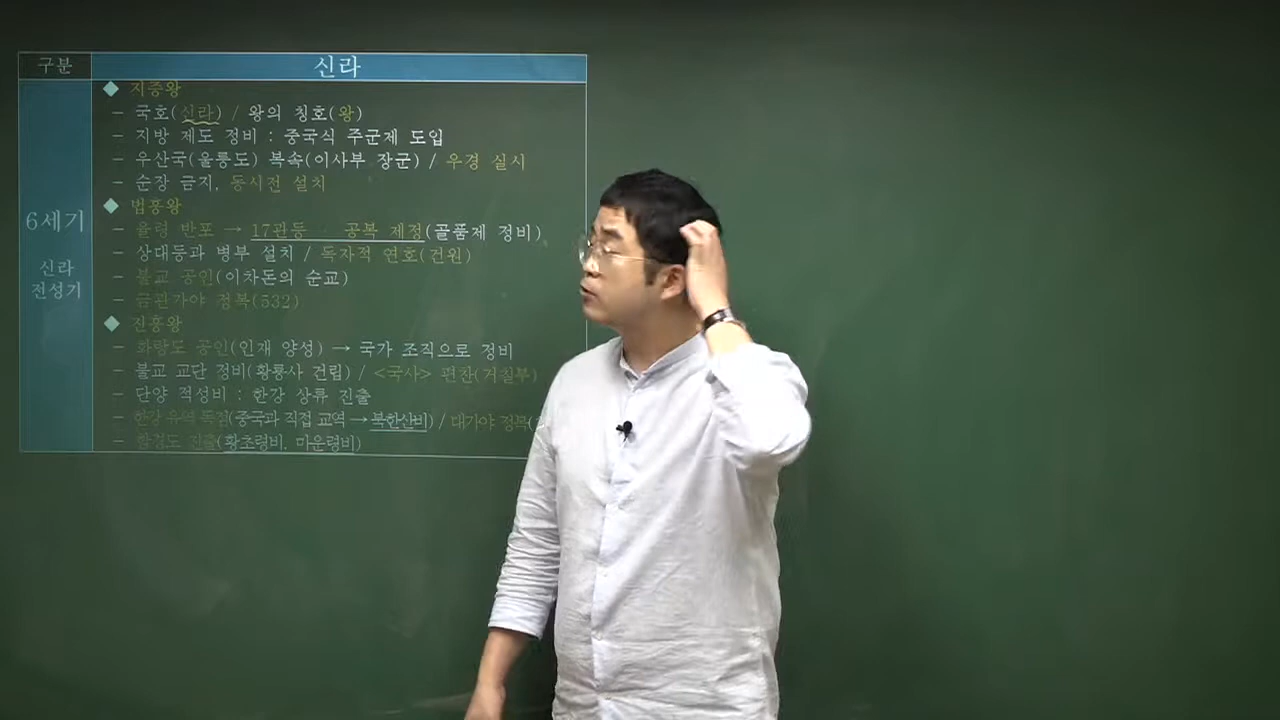 구분 신라
◆ 지증왕
- 국호(신라) / 왕의 칭호(왕)
- 지방 제도 정비 : 중국식 주군제 도입
- 우산국(울릉도) 복속(이사부 장군) / 우경 실시
- 순장 금지, 동시전 설치
6세기
신라
전성기
◆ 법흥왕
- 율령 반포 → 17관등 · 공복 제정(골품제 정비)
- 상대등과 병부 설치 / 독자적 연호(건원)
- 불교 공인(이차돈의 순교)
- 금관가야 정복(532)
◆ 진흥왕
- 화랑도 공인(인재 양성) → 국가 조직으로 정비
- 불교 교단 정비(황룡사 건립) / <국사> 편찬(거칠부)
- 단양 적성비 : 한강 상류 진출
- 한강 유역 독점(중국과 직접 교역 → 북한산비) / 대가야 정복(
- 함경도 진출(황초령비, 마운령비)